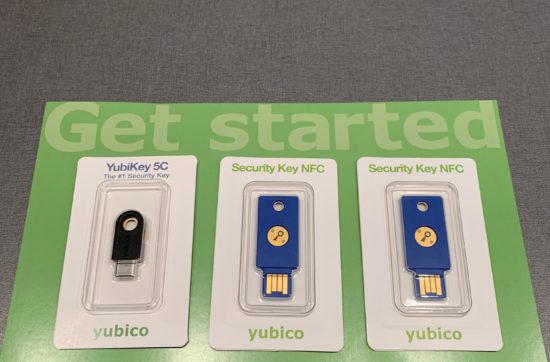 Get started
YubiKey 5C
The #1 Security Key
yubico
Security Key NFC
yubico
Security Key NFC
yubico